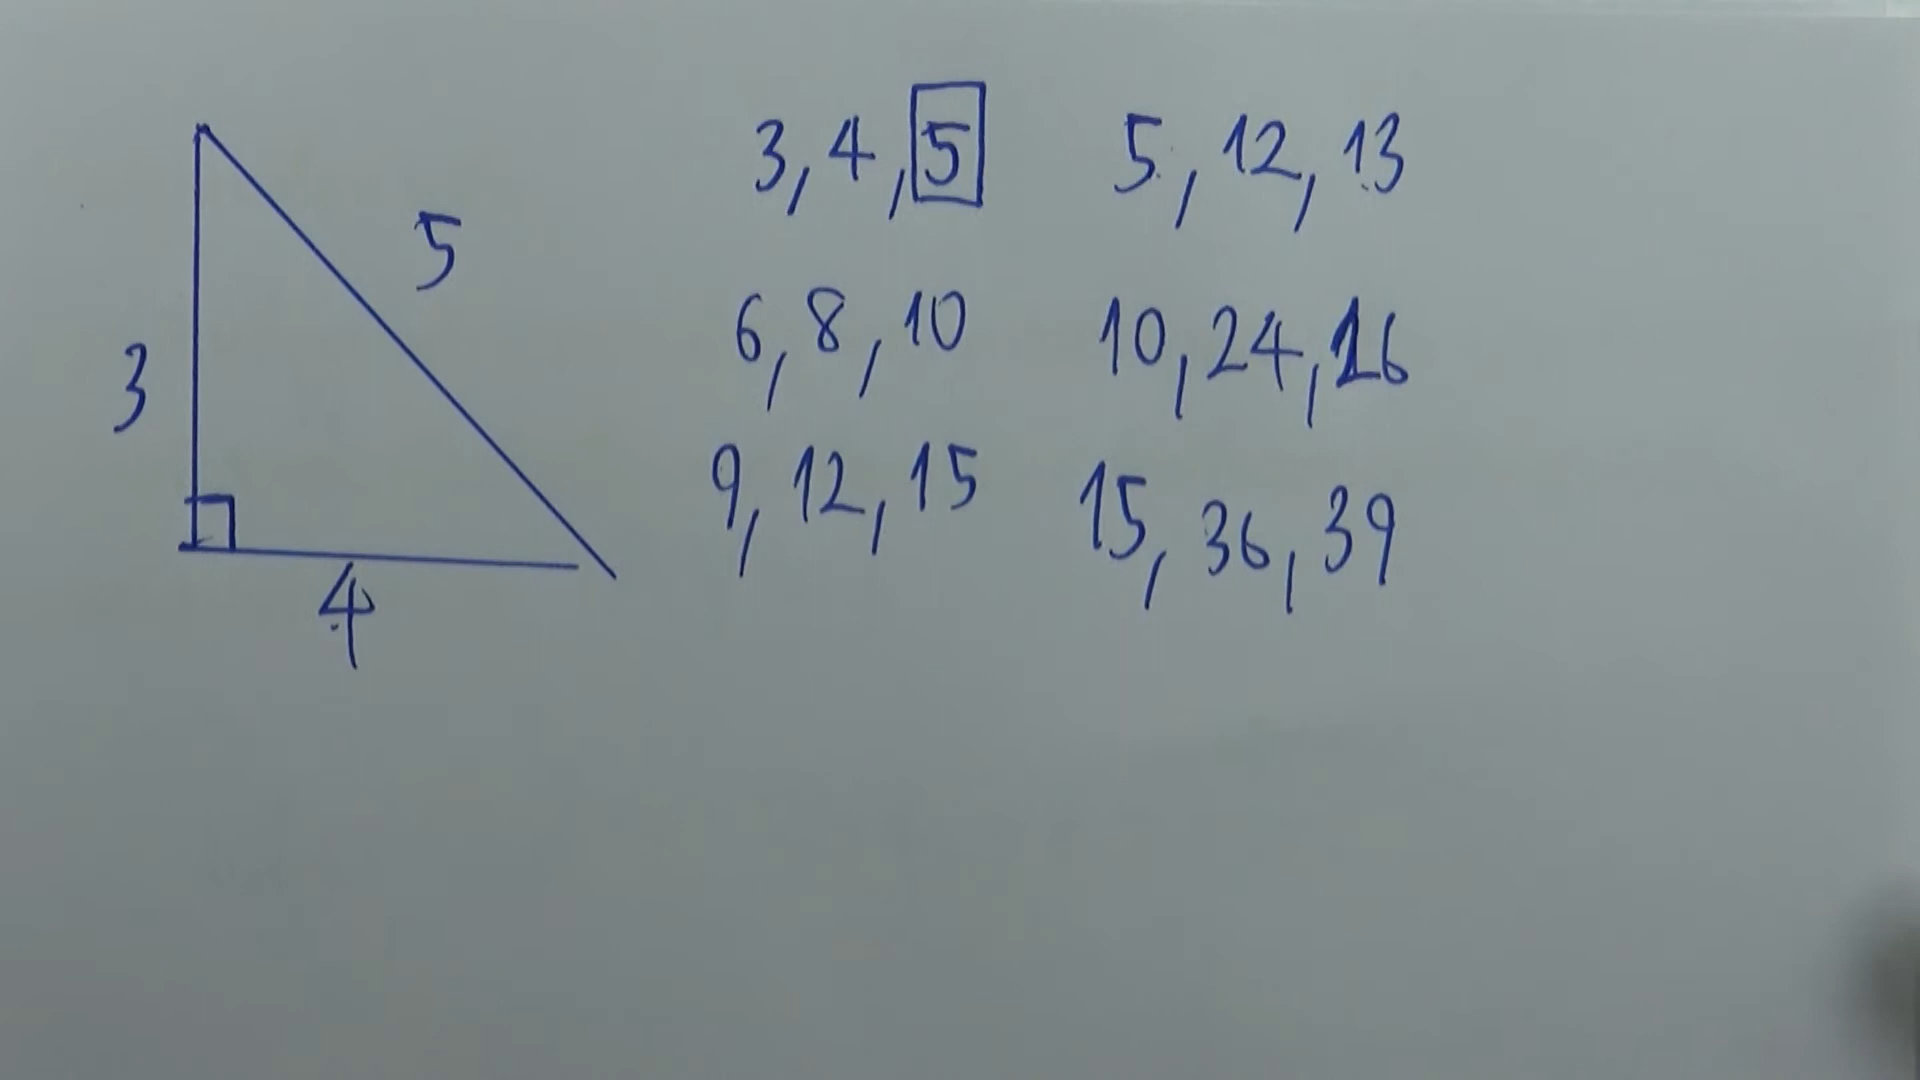 3, 4, 5
5, 12, 13
5
6, 8, 10
10, 24, 26
3
9, 12, 15
15, 36, 39
4